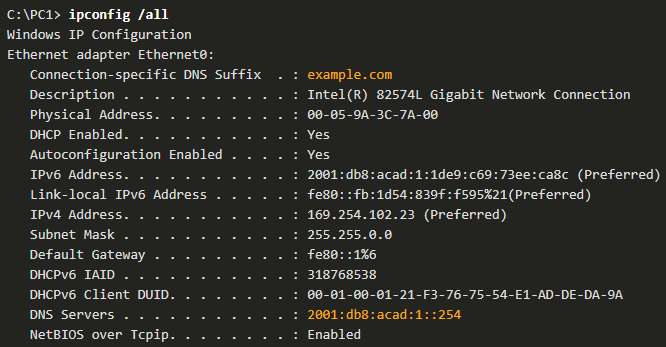 C:\PC1> ipconfig /all
Windows IP Configuration
Ethernet adapter Ethernet0:
Connection-specific DNS Suffix . : example.com
Description . . . . . . . . . . . : Intel(R) 82574L Gigabit Network Connection
Physical Address. . . . . . . . . : 00-05-9A-3C-7A-00
DHCP Enabled. . . . . . . . . . . : Yes
Autoconfiguration Enabled . . . . : Yes
IPv6 Address. . . . . . . . . . . : 2001:db8:acad:1:1de9:c69:73ee:ca8c (Preferred)
Link-local IPv6 Address . . . . . : fe80::fb:1d54:839f:f595%21(Preferred)
IPv4 Address. . . . . . . . . . . : 169.254.102.23 (Preferred)
Subnet Mask . . . . . . . . . . . : 255.255.0.0
Default Gateway . . . . . . . . . : fe80::1%6
DHCPv6 IAID . . . . . . . . . . . : 318768538
DHCPv6 Client DUID. . . . . . . . : 00-01-00-01-21-F3-76-75-54-E1-AD-DE-DA-9A
DNS Servers . . . . . . . . . . . : 2001:db8:acad:1::254
NetBIOS over Tcpip. . . . . . . . : Enabled